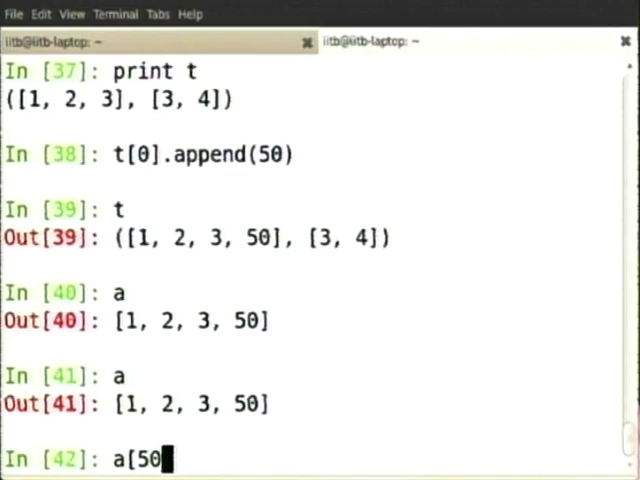 File Edit View Terminal Tabs Help
iitb@iitb-laptop: ~ iitb@iitb-laptop: ~
In [37]: print t
([1, 2, 3], [3, 4])
In [38]: t[0].append(50)
In [39]: t
Out[39]: ([1, 2, 3, 50], [3, 4])
In [40]: a
Out[40]: [1, 2, 3, 50]
In [41]: a
Out[41]: [1, 2, 3, 50]
In [42]: a[50